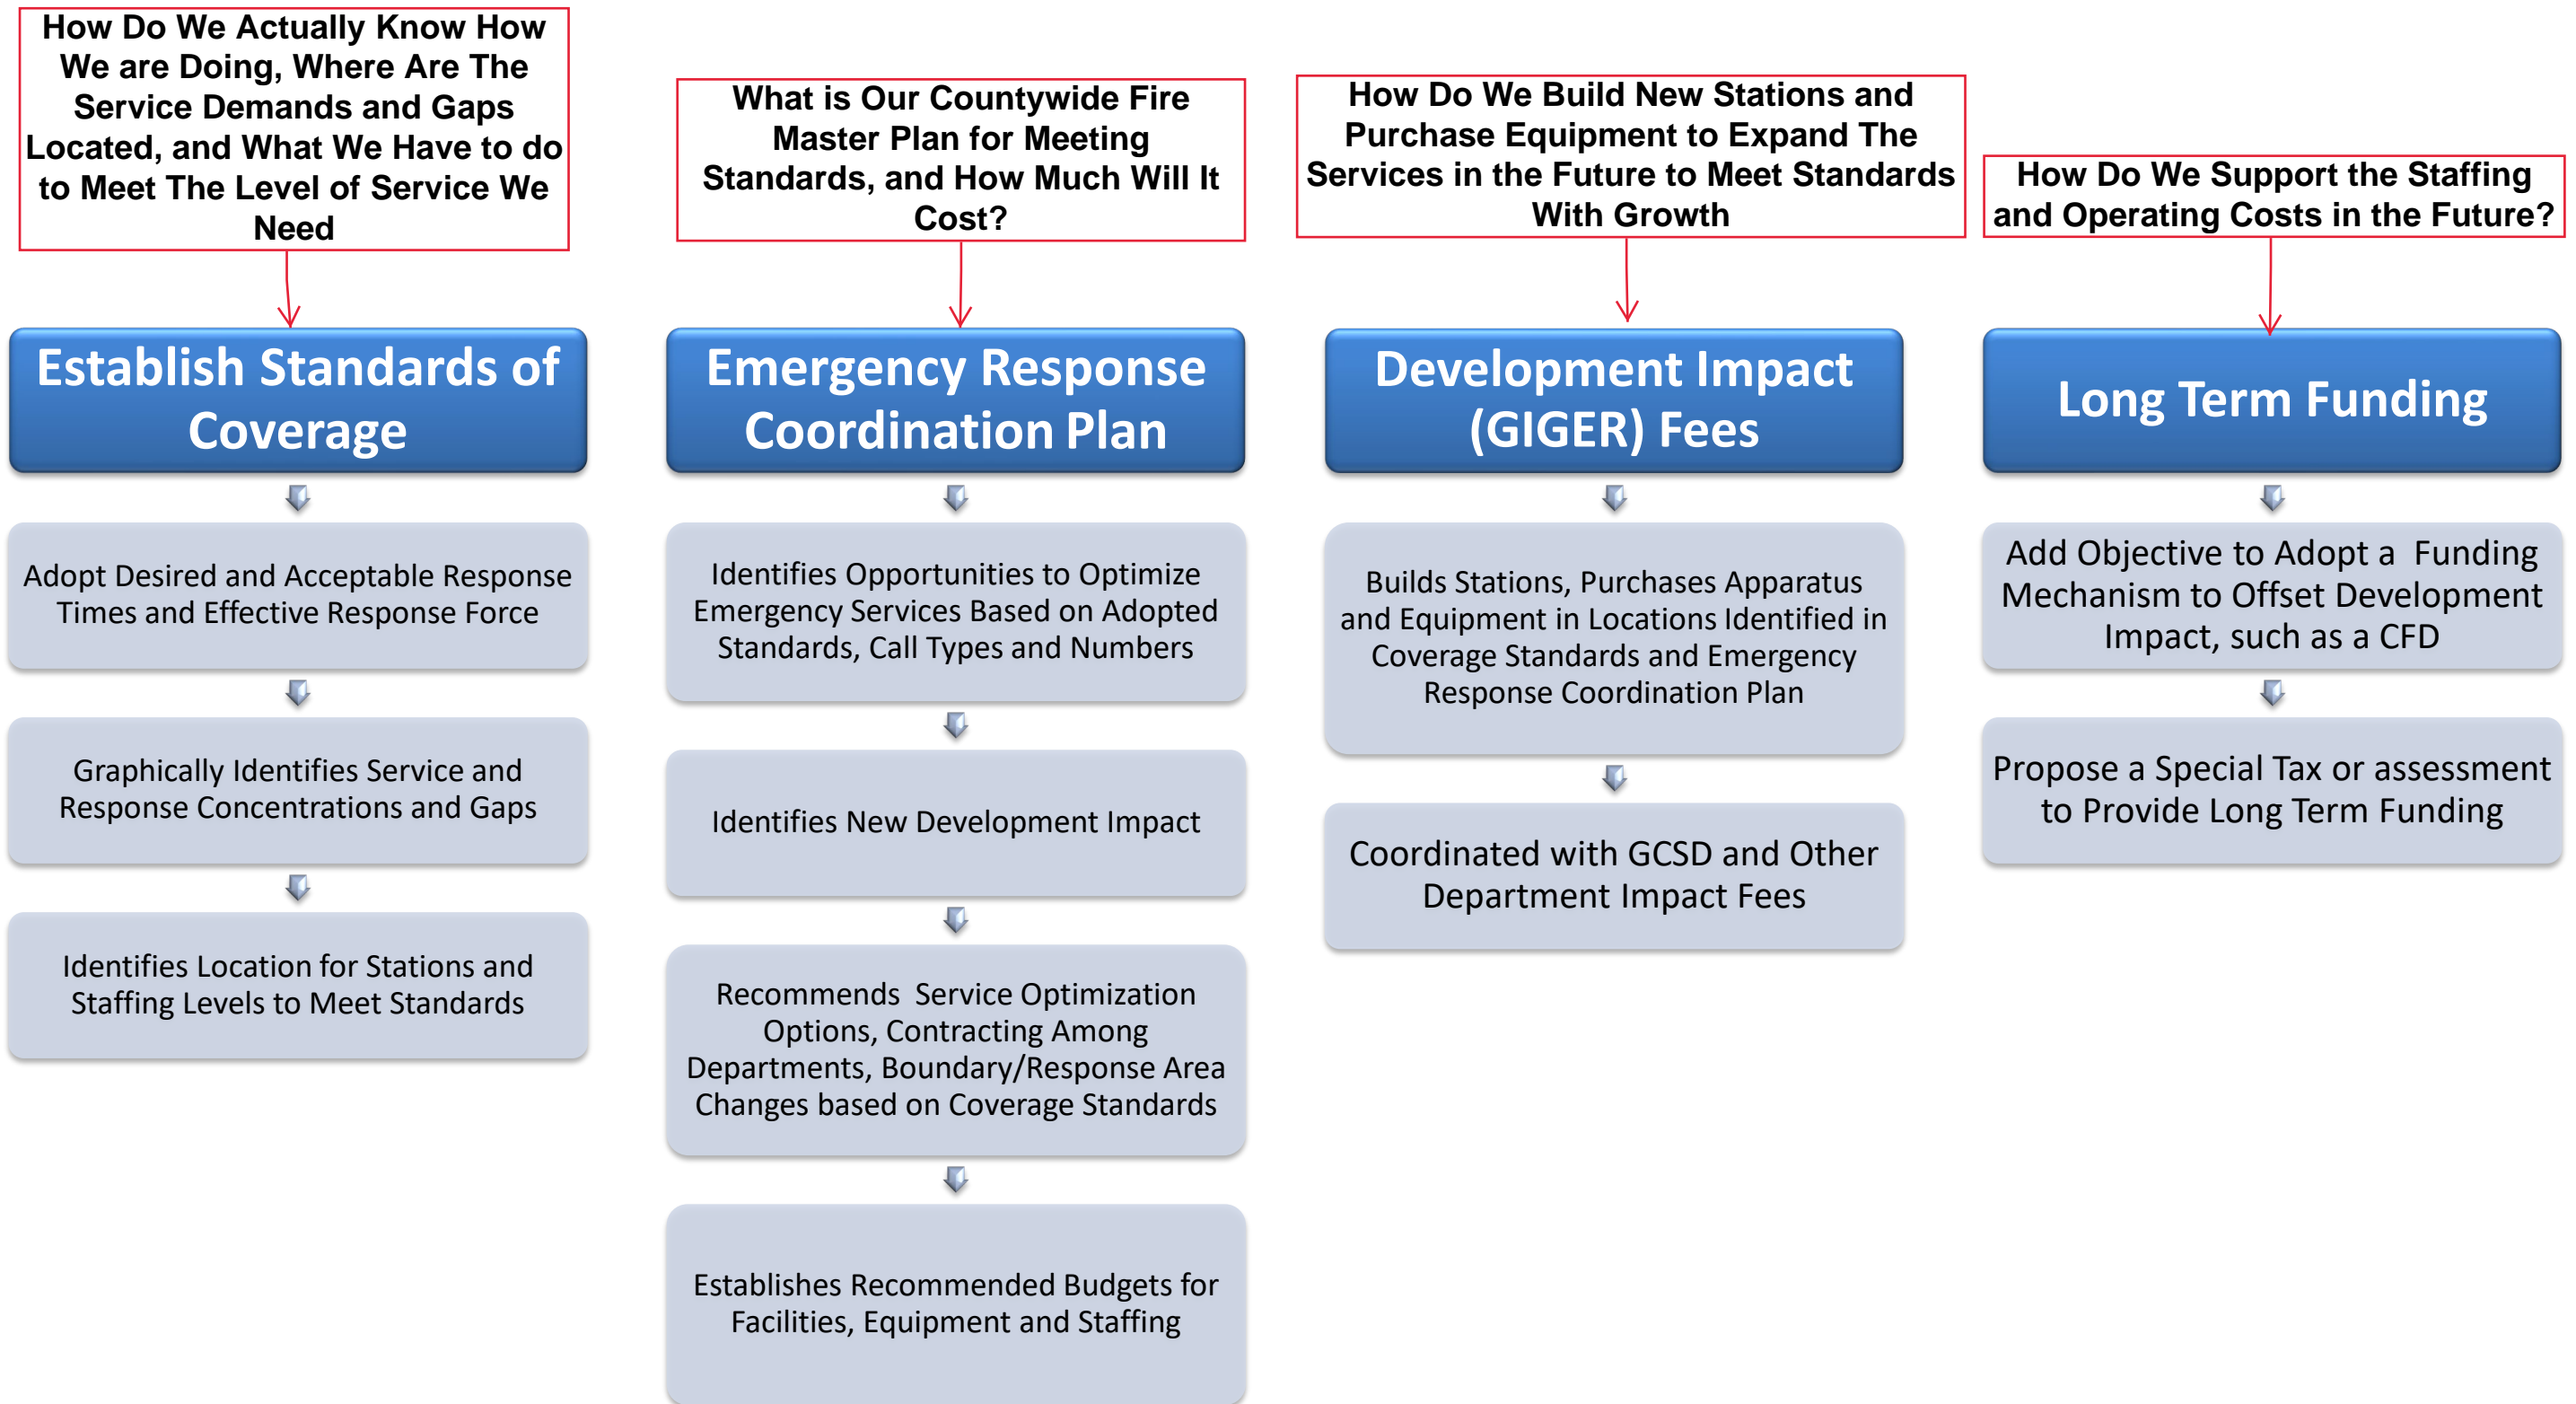 How Do We Actually Know How
We are Doing, Where Are The
Service Demands and Gaps
Located, and What We Have to do
to Meet The Level of Service We
Need
Establish Standards of
Coverage
Adopt Desired and Acceptable Response
Times and Effective Response Force
Graphically Identifies Service and
Response Concentrations and Gaps
Identifies Location for Stations and
Staffing Levels to Meet Standards
What is Our Countywide Fire
Master Plan for Meeting
Standards, and How Much Will It
Cost?
Emergency Response
Coordination Plan
Identifies Opportunities to Optimize
Emergency Services Based on Adopted
Standards, Call Types and Numbers
Identifies New Development Impact
Recommends Service Optimization
Options, Contracting Among
Departments, Boundary/Response Area
Changes based on Coverage Standards
Establishes Recommended Budgets for
Facilities, Equipment and Staffing
How Do We Build New Stations and
Purchase Equipment to Expand The
Services in the Future to Meet Standards
With Growth
Development Impact
(GIGER) Fees
Builds Stations, Purchases Apparatus
and Equipment in Locations Identified in
Coverage Standards and Emergency
Response Coordination Plan
Coordinated with GCSD and Other
Department Impact Fees
How Do We Support the Staffing
and Operating Costs in the Future?
Long Term Funding
Add Objective to Adopt a Funding
Mechanism to Offset Development
Impact, such as a CFD
Propose a Special Tax or assessment
to Provide Long Term Funding